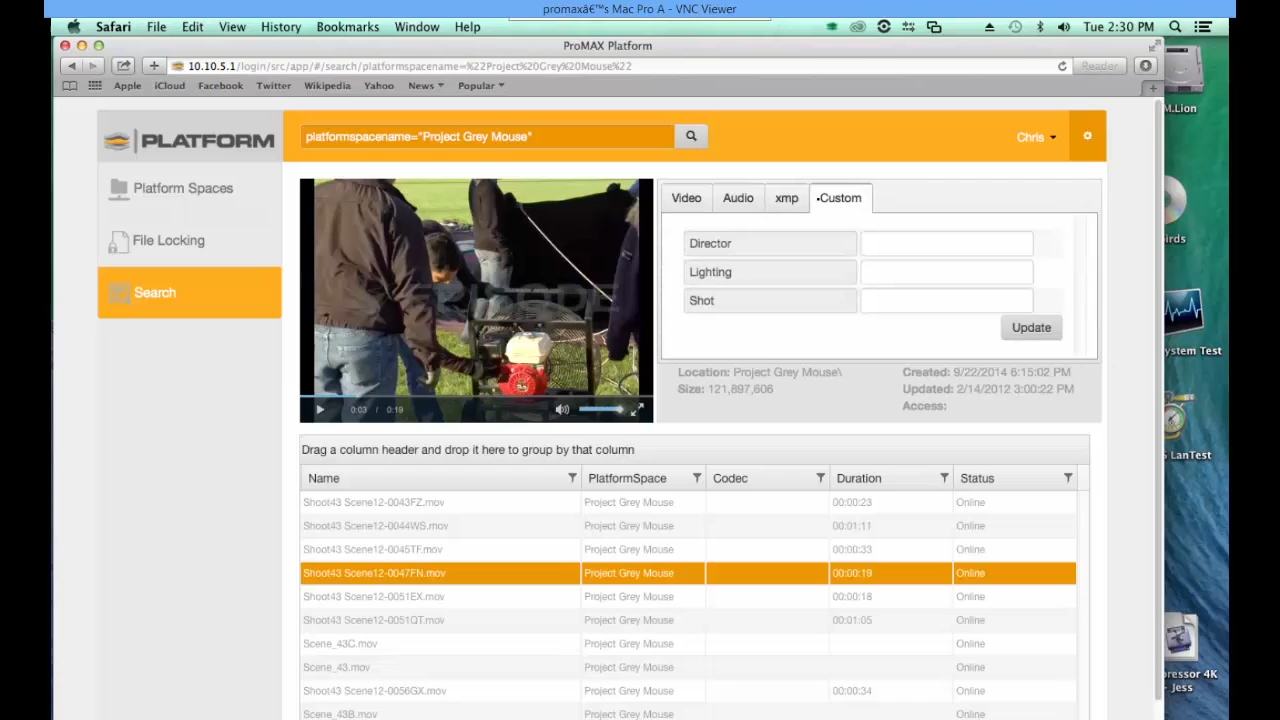 promaxâ€™s Mac Pro A - VNC Viewer
Safari File Edit View History Bookmarks Window Help Tue 2:30 PM
ProMAX Platform
10.10.5.1/login/src/app/#/search/platformspacename=%22Project%20Grey%20Mouse%22 Reader
Apple iCloud Facebook Twitter Wikipedia Yahoo News Popular
M.Lion
PLATFORM platformspacename="Project Grey Mouse" Chris
Platform Spaces
File Locking
Search
Video Audio xmp Custom
Director
Lighting
Shot
Update
0:03 / 0:19
Location: Project Grey Mouse\ Created: 9/22/2014 6:15:02 PM
Size: 121,897,606 Updated: 2/14/2012 3:00:22 PM
Access:
Drag a column header and drop it here to group by that column
Name PlatformSpace Codec Duration Status
Shoot43 Scene12-0043FZ.mov Project Grey Mouse 00:00:23 Online
Shoot43 Scene12-0044WS.mov Project Grey Mouse 00:01:11 Online
Shoot43 Scene12-0045TF.mov Project Grey Mouse 00:00:33 Online
Shoot43 Scene12-0047FN.mov Project Grey Mouse 00:00:19 Online
Shoot43 Scene12-0051EX.mov Project Grey Mouse 00:00:18 Online
Shoot43 Scene12-0051QT.mov Project Grey Mouse 00:01:05 Online
Scene_43C.mov Project Grey Mouse Online
Scene_43.mov Project Grey Mouse Online
Shoot43 Scene12-0056GX.mov Project Grey Mouse 00:00:34 Online
Scene_43B.mov Project Grey Mouse Online
irds
ystem Test
LanTest
ressor 4K
- Jess